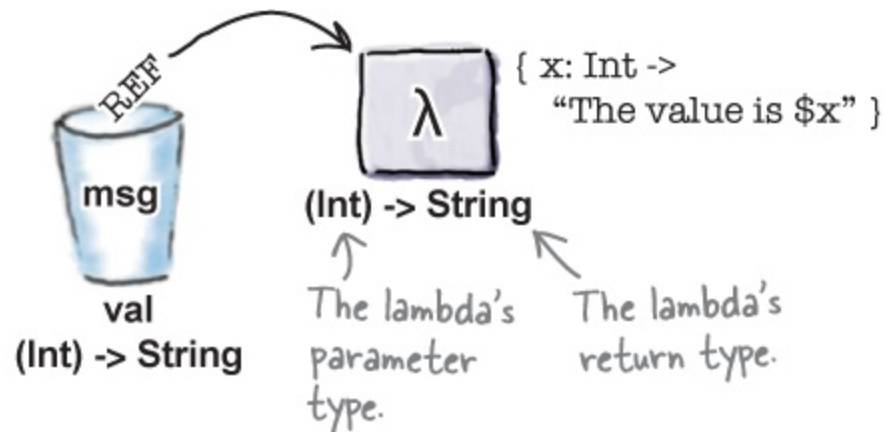 REF
msg
val
(Int) -> String
λ
{ x: Int ->
“The value is $x” }
(Int) -> String
The lambda's
parameter
type.
The lambda's
return type.